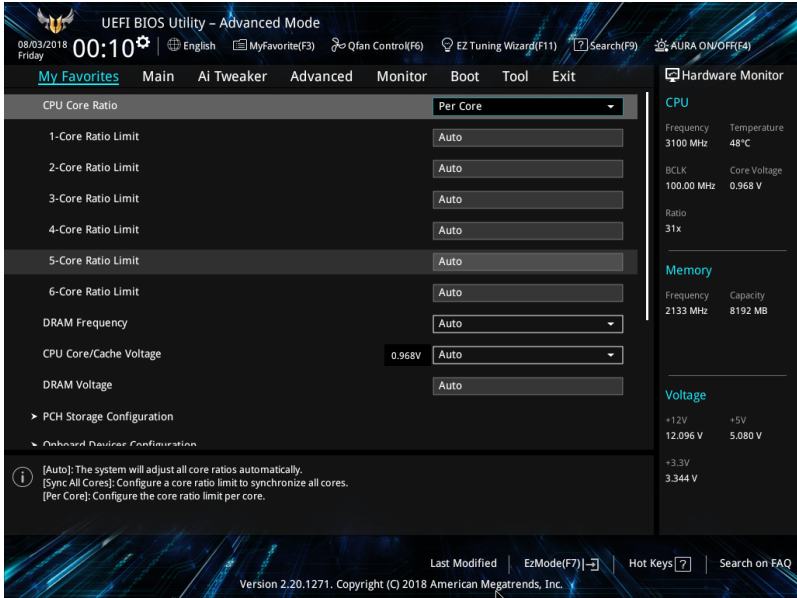 UEFI BIOS Utility – Advanced Mode
08/03/2018 Friday 00:10 English MyFavorite(F3) Qfan Control(F6) EZ Tuning Wizard(F11) ? Search(F9) AURA ON/OFF(F4)
My Favorites Main Ai Tweaker Advanced Monitor Boot Tool Exit
CPU Core Ratio Per Core
1-Core Ratio Limit Auto
2-Core Ratio Limit Auto
3-Core Ratio Limit Auto
4-Core Ratio Limit Auto
5-Core Ratio Limit Auto
6-Core Ratio Limit Auto
DRAM Frequency Auto
CPU Core/Cache Voltage 0.968V Auto
DRAM Voltage Auto
> PCH Storage Configuration
> Onboard Devices Configuration
[Auto]: The system will adjust all core ratios automatically.
[Sync All Cores]: Configure a core ratio limit to synchronize all cores.
[Per Core]: Configure the core ratio limit per core.
Hardware Monitor
CPU
Frequency Temperature
3100 MHz 48°C
BCLK Core Voltage
100.00 MHz 0.968 V
Ratio
31x
Memory
Frequency Capacity
2133 MHz 8192 MB
Voltage
+12V +5V
12.096 V 5.080 V
+3.3V
3.344 V
Last Modified EzMode(F7) Hot Keys ? Search on FAQ
Version 2.20.1271. Copyright (C) 2018 American Megatrends, Inc.